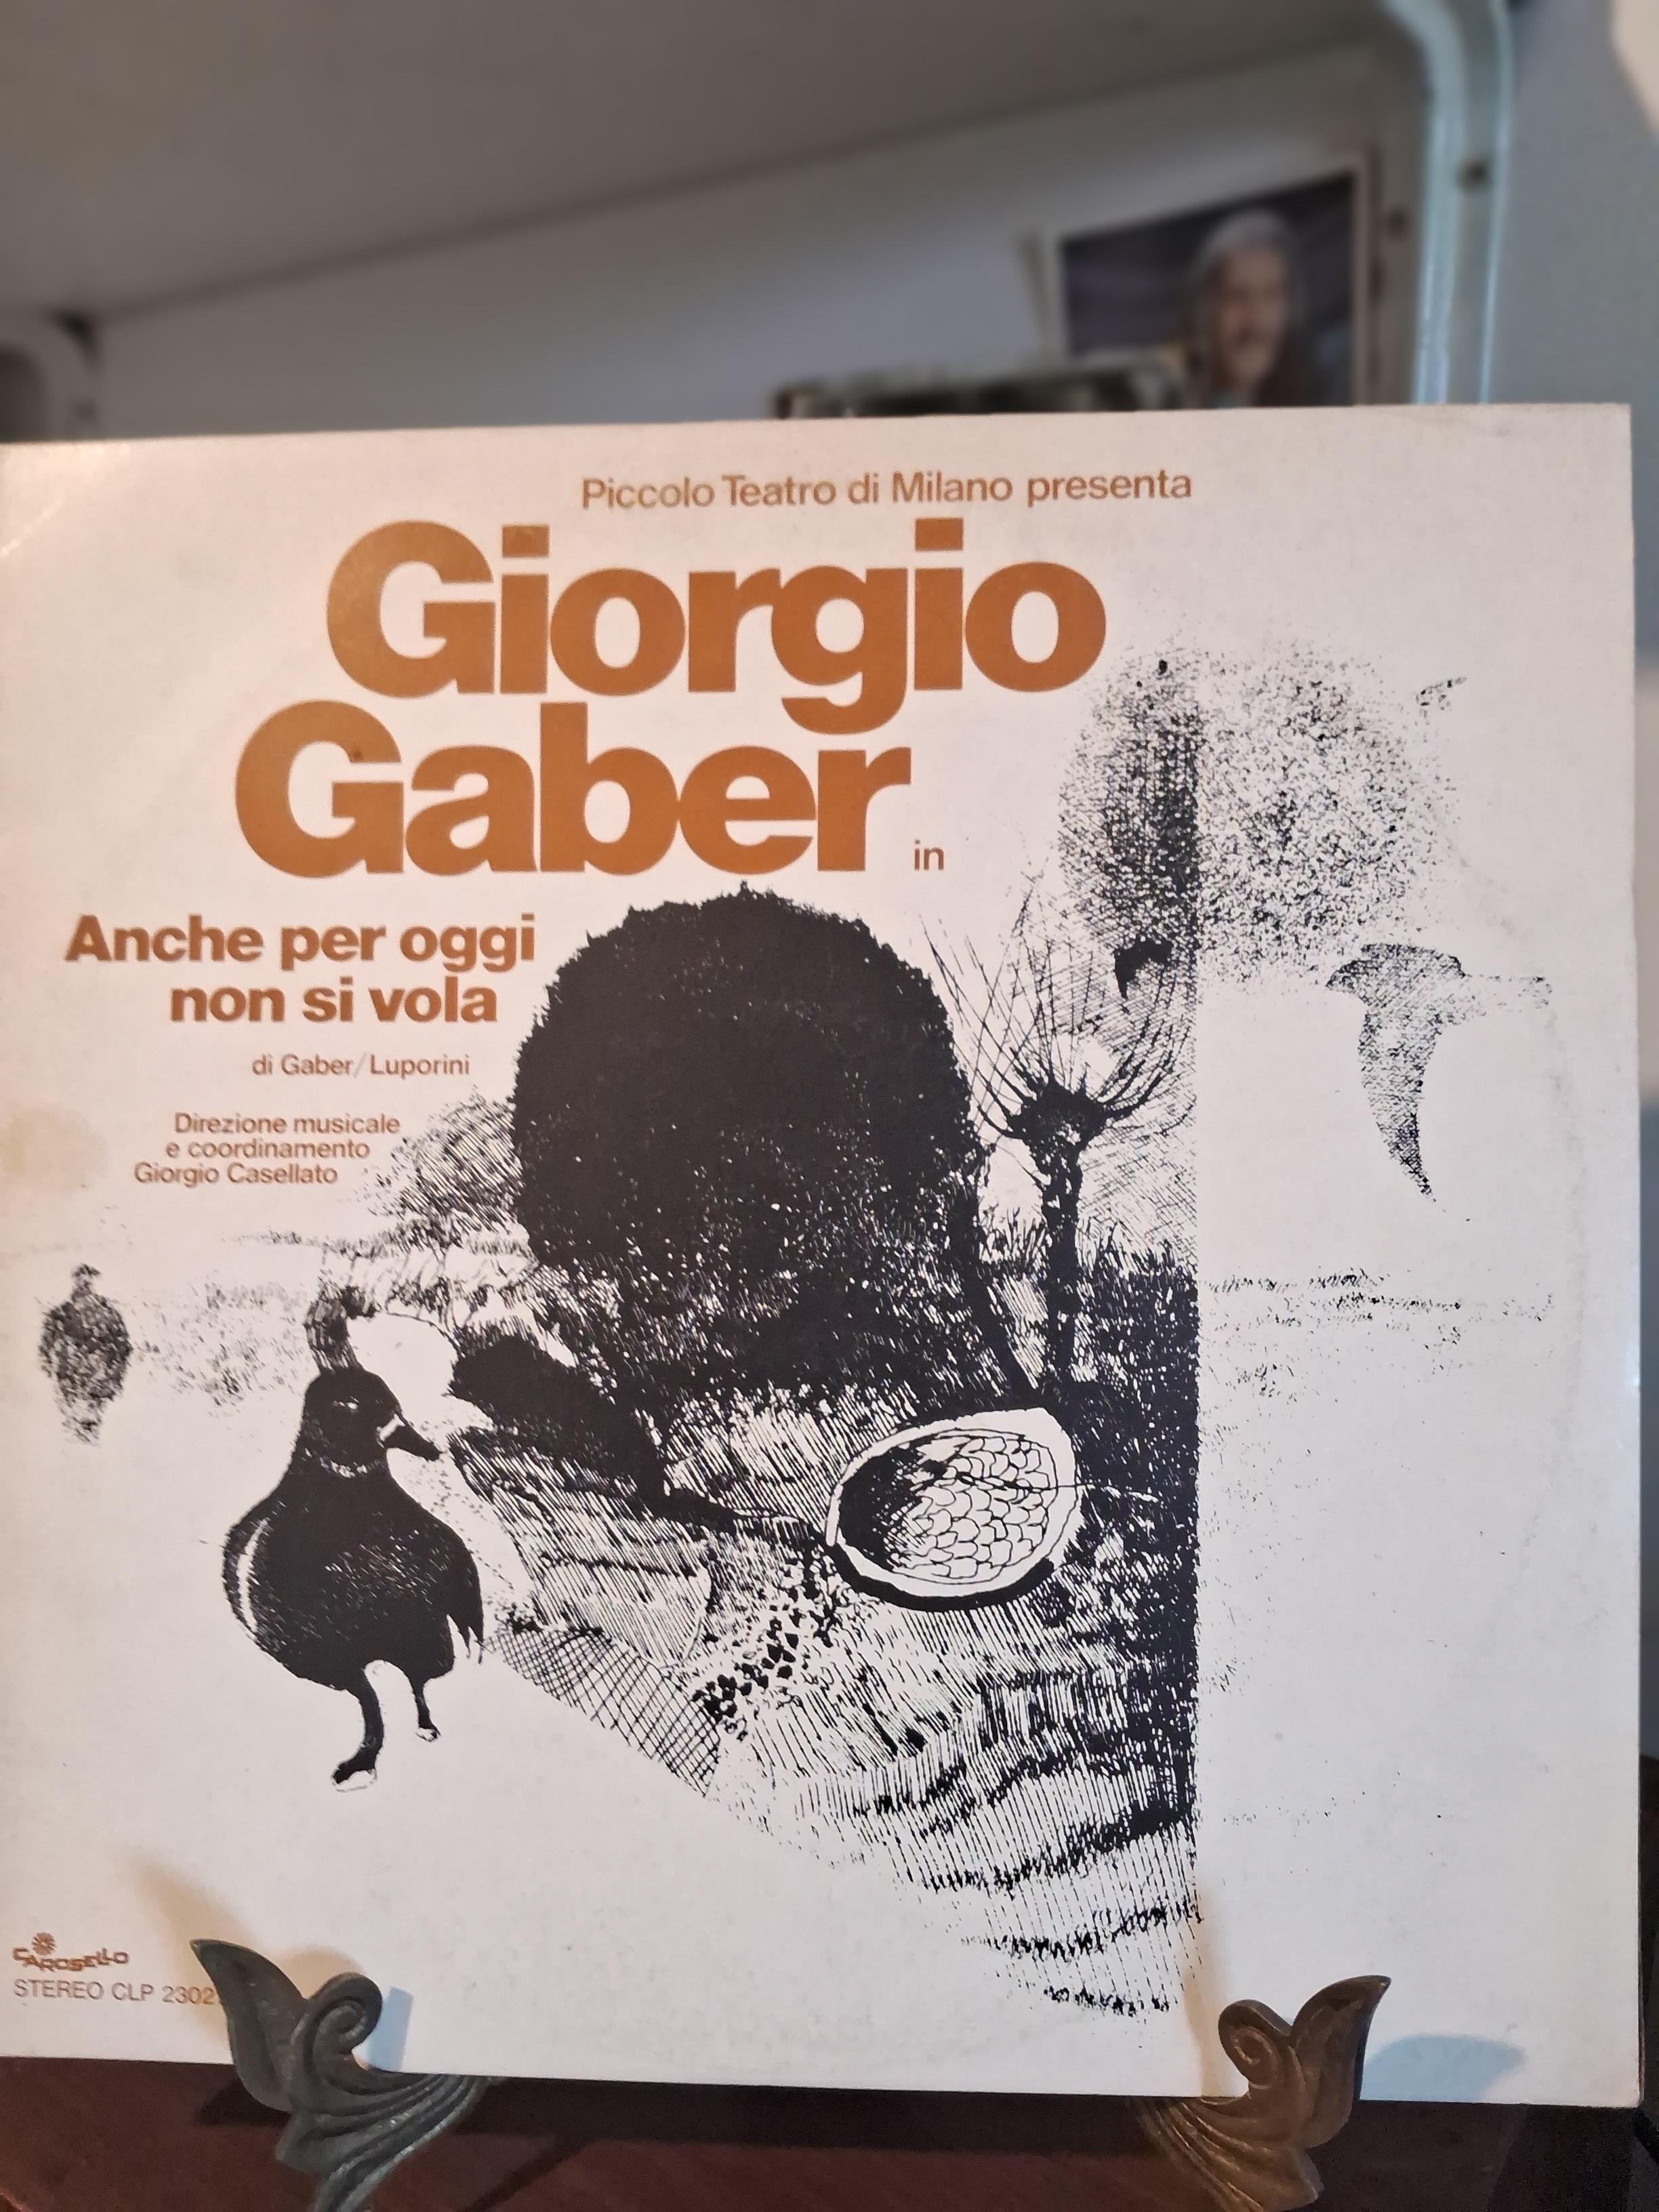 Piccolo Teatro di Milano presenta
Giorgio
Gaber in
Anche per oggi
non si vola
di Gaber/Luporini
Direzione musicale
e coordinamento
Giorgio Casellato
CAROSELLO
STEREO CLP